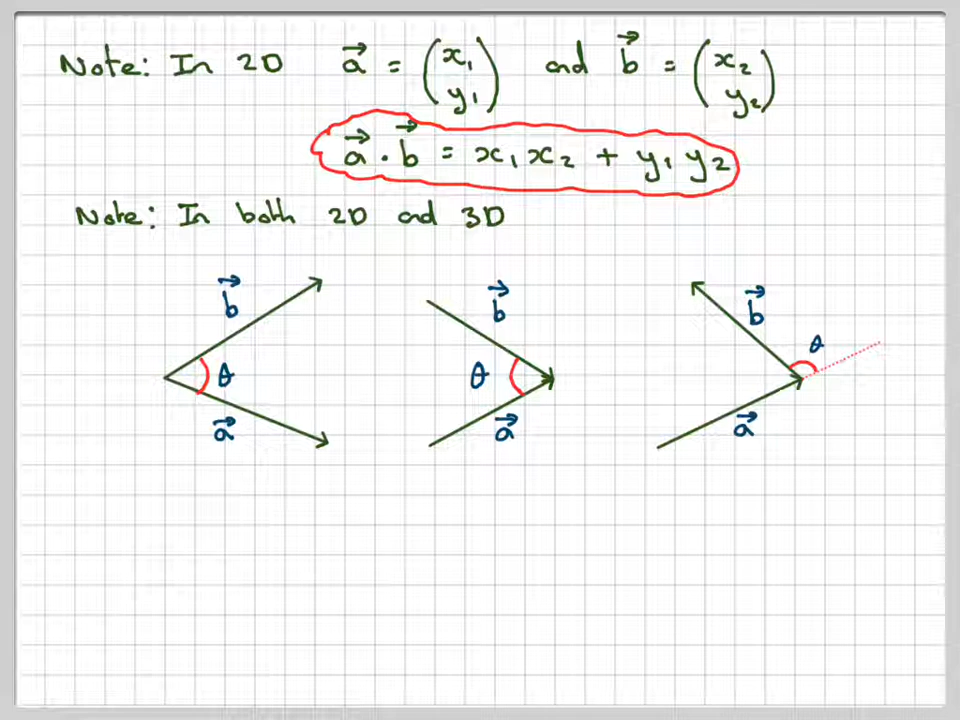 Note: In 2D a⃗ = (x₁ y₁) and b⃗ = (x₂ y₂)
a⃗ · b⃗ = x₁x₂ + y₁y₂
Note: In both 2D and 3D
b⃗ b⃗ b⃗
θ θ θ
a⃗ a⃗ a⃗